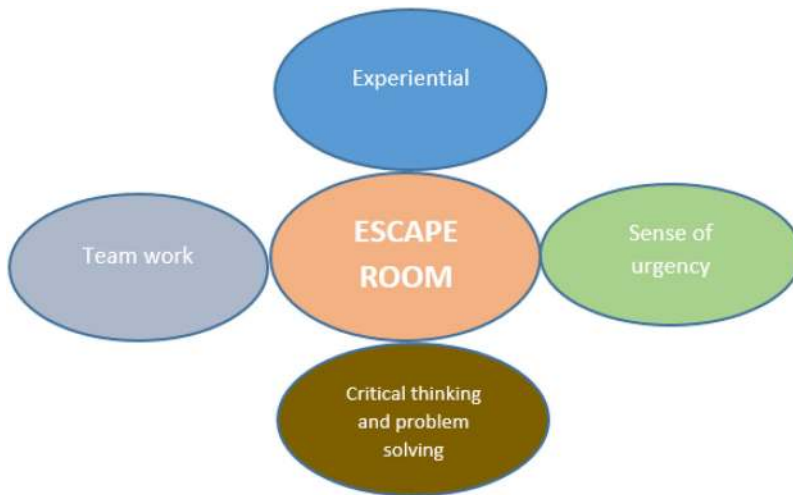 Experiential
Team work
ESCAPE
ROOM
Sense of
urgency
Critical thinking
and problem
solving